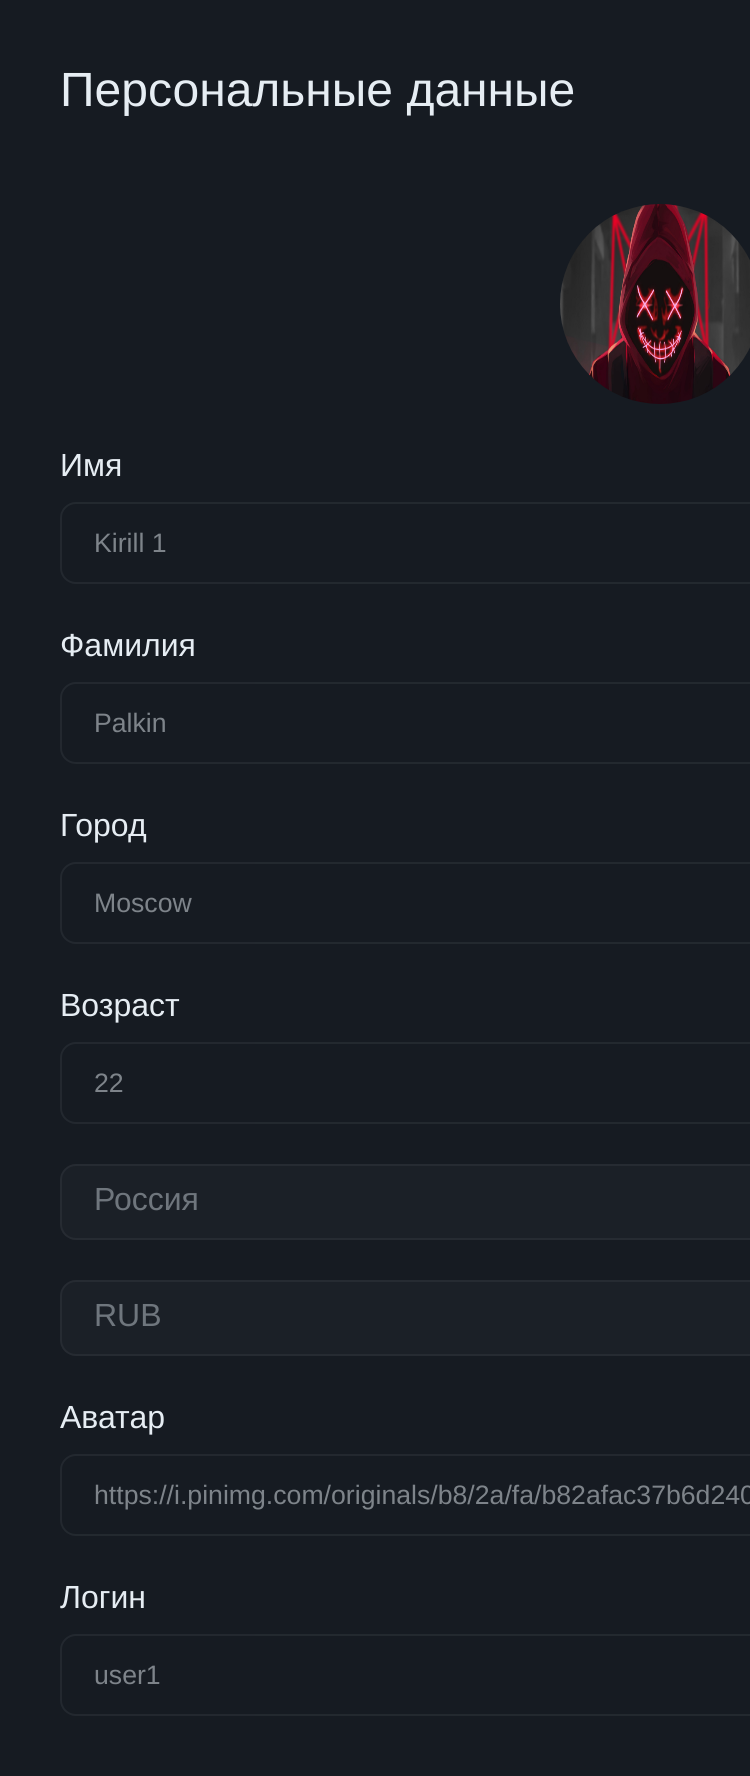 Персональные данные
Имя
Kirill 1
Фамилия
Palkin
Город
Moscow
Возраст
22
Россия
RUB
Аватар
https://i.pinimg.com/originals/b8/2a/fa/b82afac37b6d240
Логин
user1